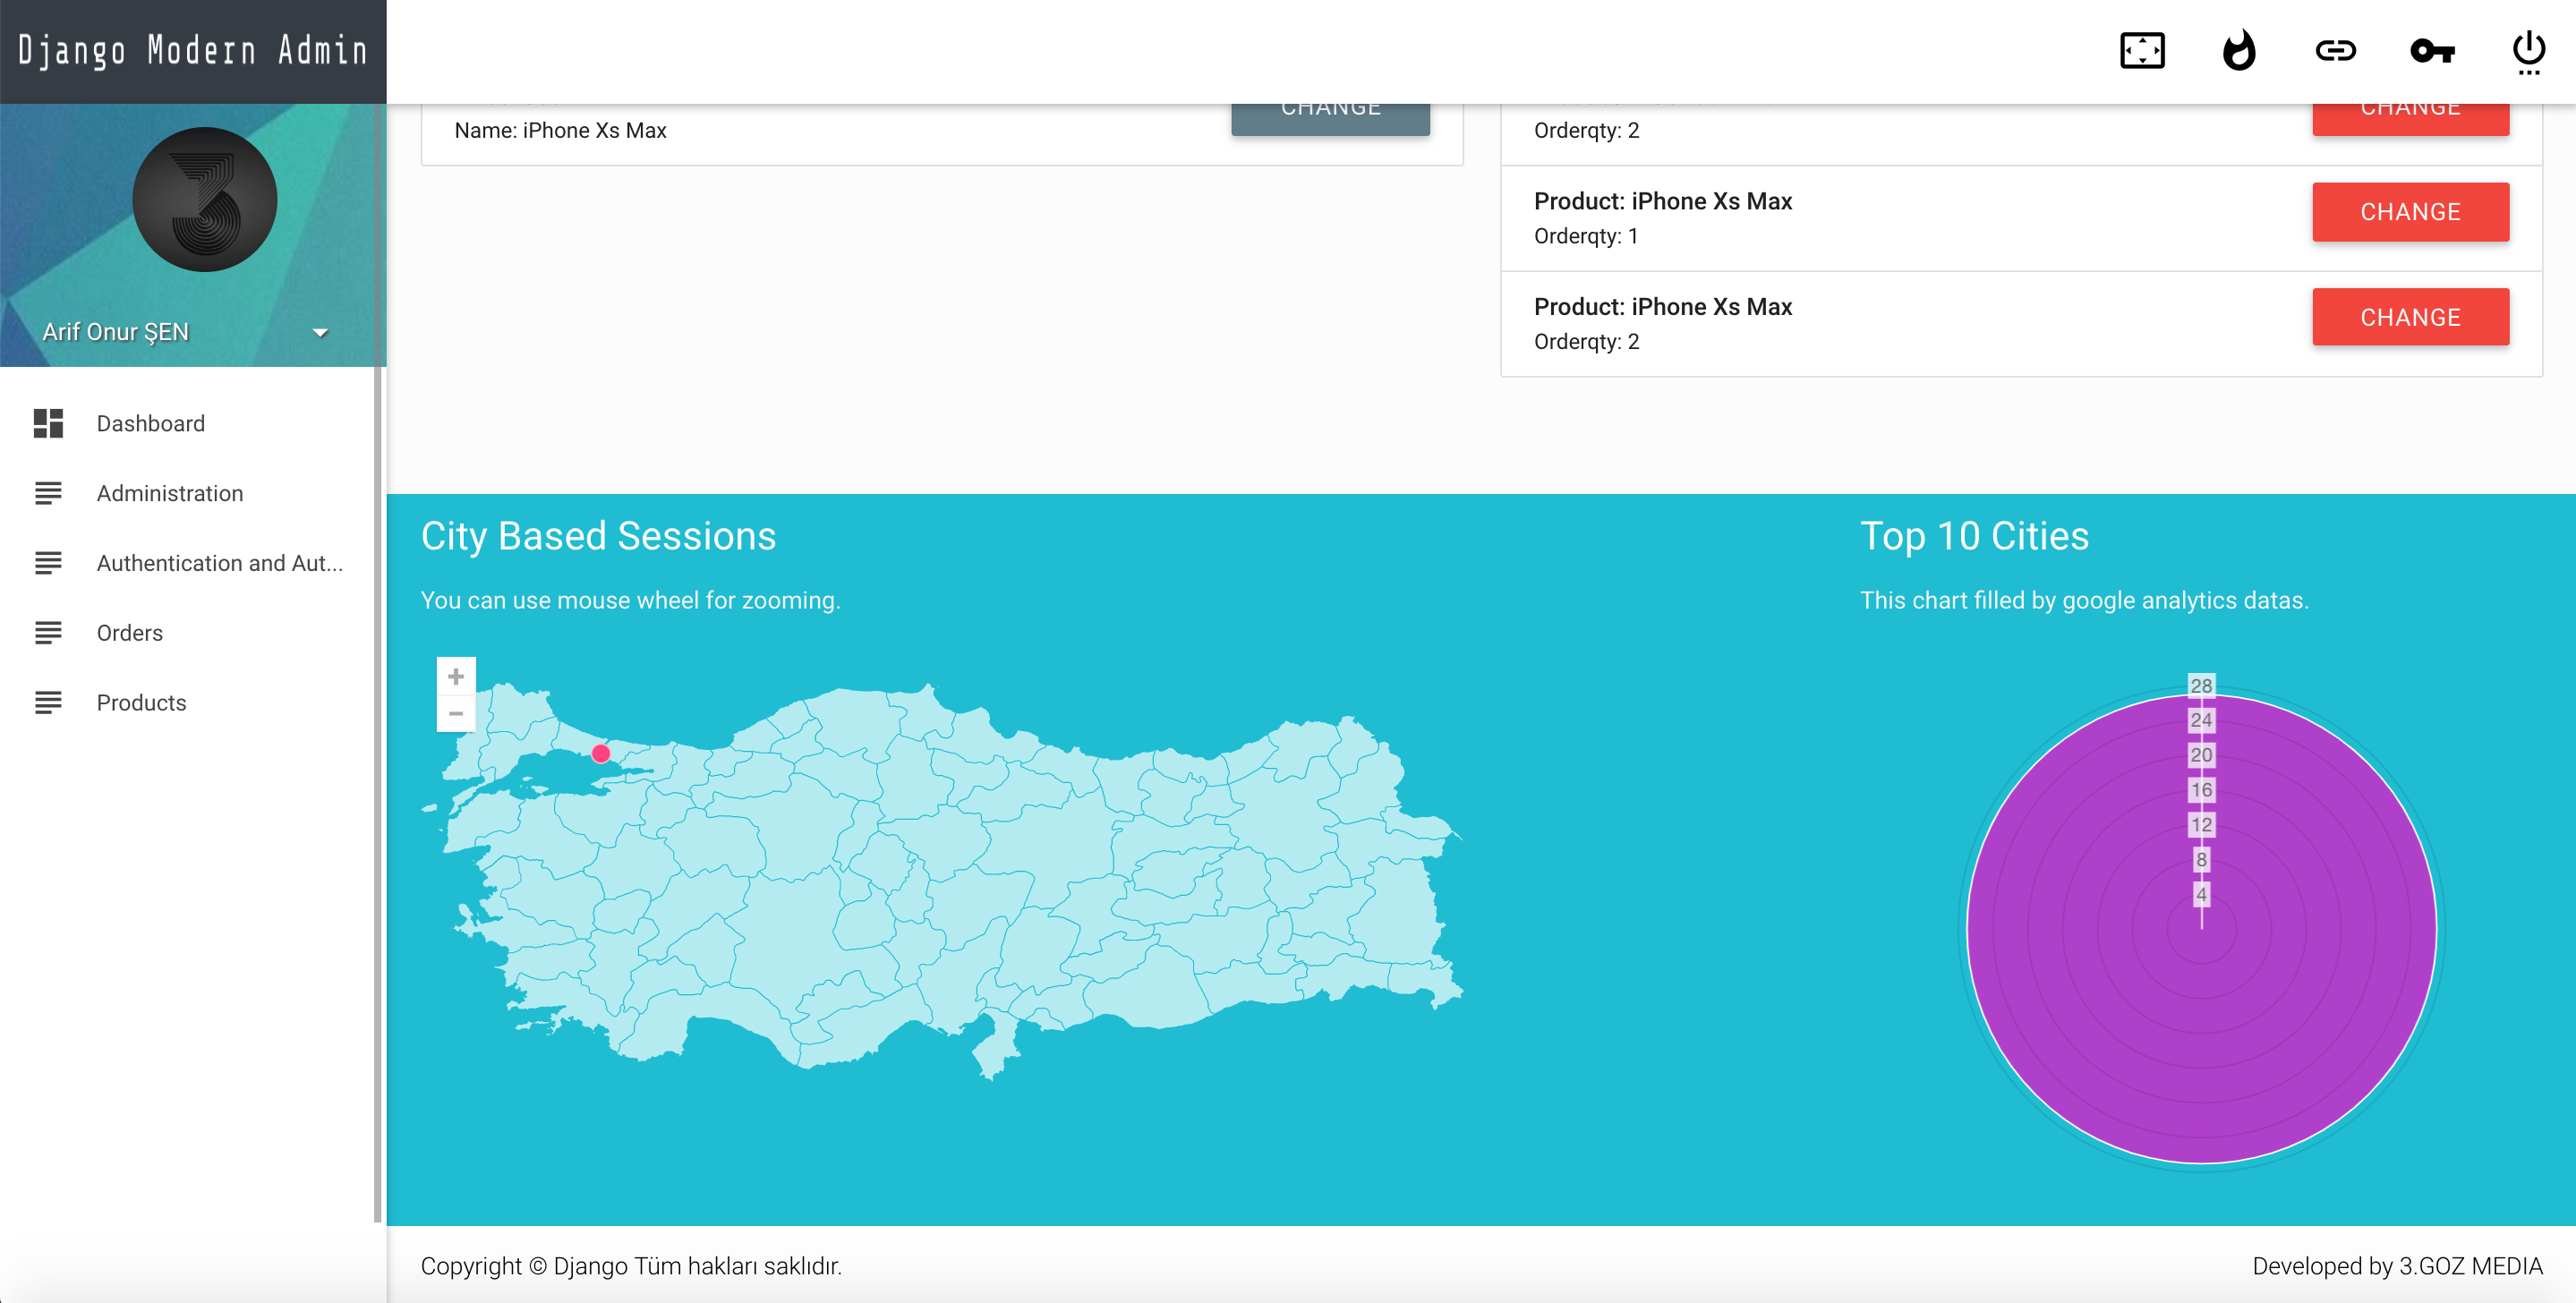 Django Modern Admin
Arif Onur ŞEN
Dashboard
Administration
Authentication and Aut...
Orders
Products
CHANGE
Name: iPhone Xs Max
CHANGE
Orderqty: 2
Product: iPhone Xs Max
CHANGE
Orderqty: 1
Product: iPhone Xs Max
CHANGE
Orderqty: 2
City Based Sessions
You can use mouse wheel for zooming.
+
−
Top 10 Cities
This chart filled by google analytics datas.
28
24
20
16
12
8
4
Copyright © Django Tüm hakları saklıdır.
Developed by 3.GOZ MEDIA